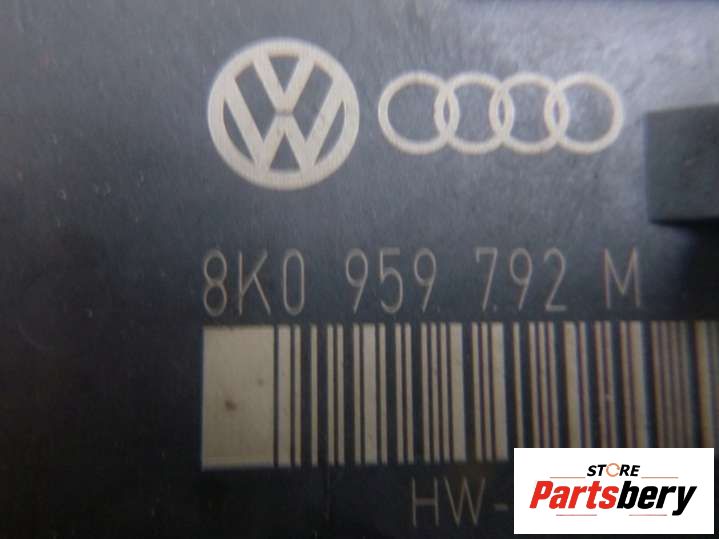 8K0 959 792 M
HW-
STORE
Partsbery